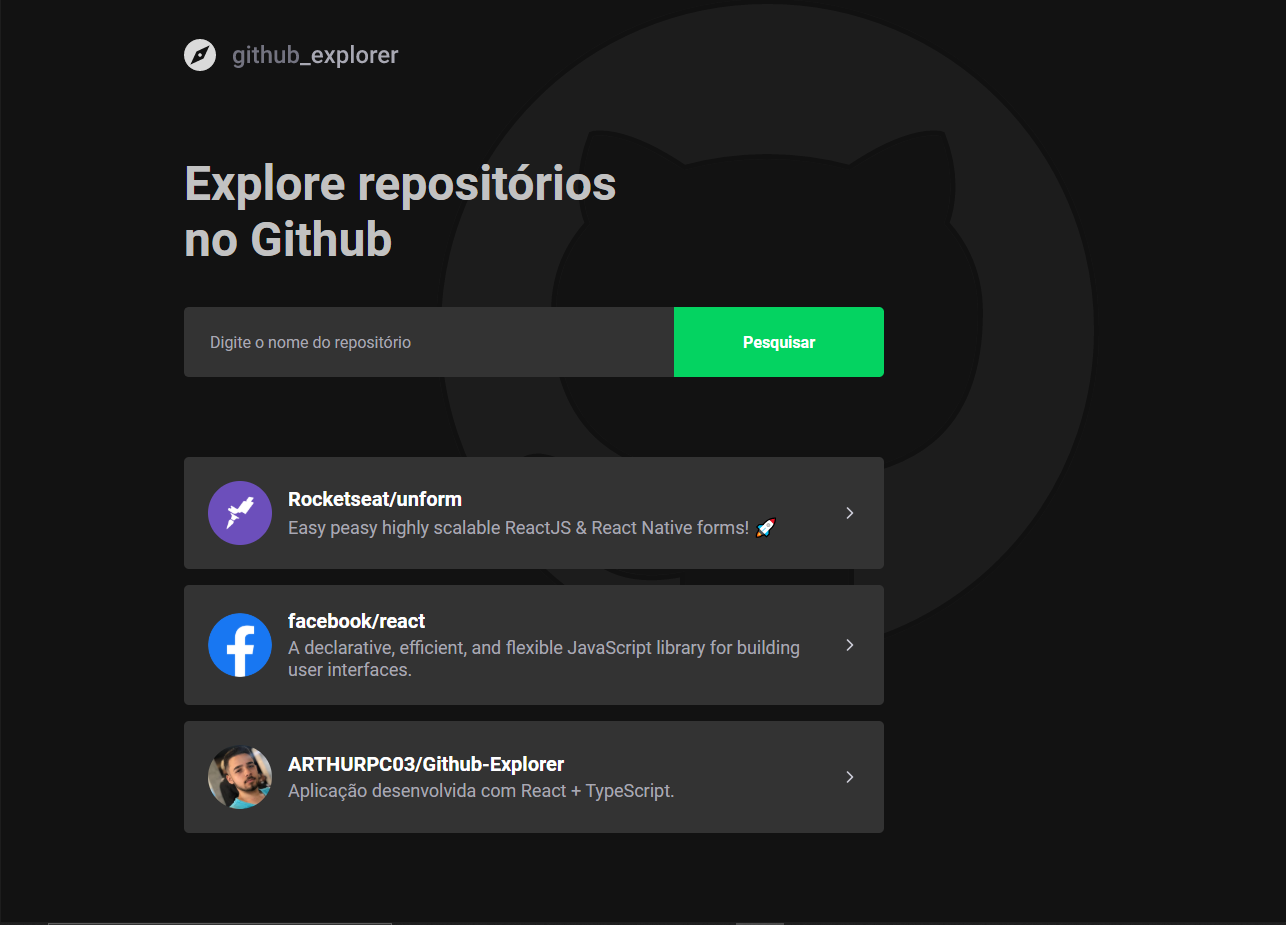 github_explorer
Explore repositórios
no Github
Digite o nome do repositório
Pesquisar
Rocketseat/unform
Easy peasy highly scalable ReactJS & React Native forms! 🚀
facebook/react
A declarative, efficient, and flexible JavaScript library for building
user interfaces.
ARTHURPC03/Github-Explorer
Aplicação desenvolvida com React + TypeScript.